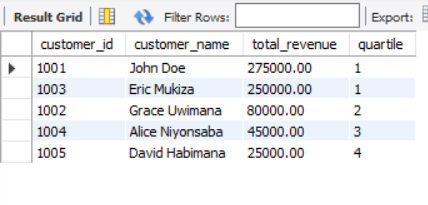 Result Grid Filter Rows: Export:
customer_id customer_name total_revenue quartile
1001 John Doe 275000.00 1
1003 Eric Mukiza 250000.00 1
1002 Grace Uwimana 80000.00 2
1004 Alice Niyonsaba 45000.00 3
1005 David Habimana 25000.00 4